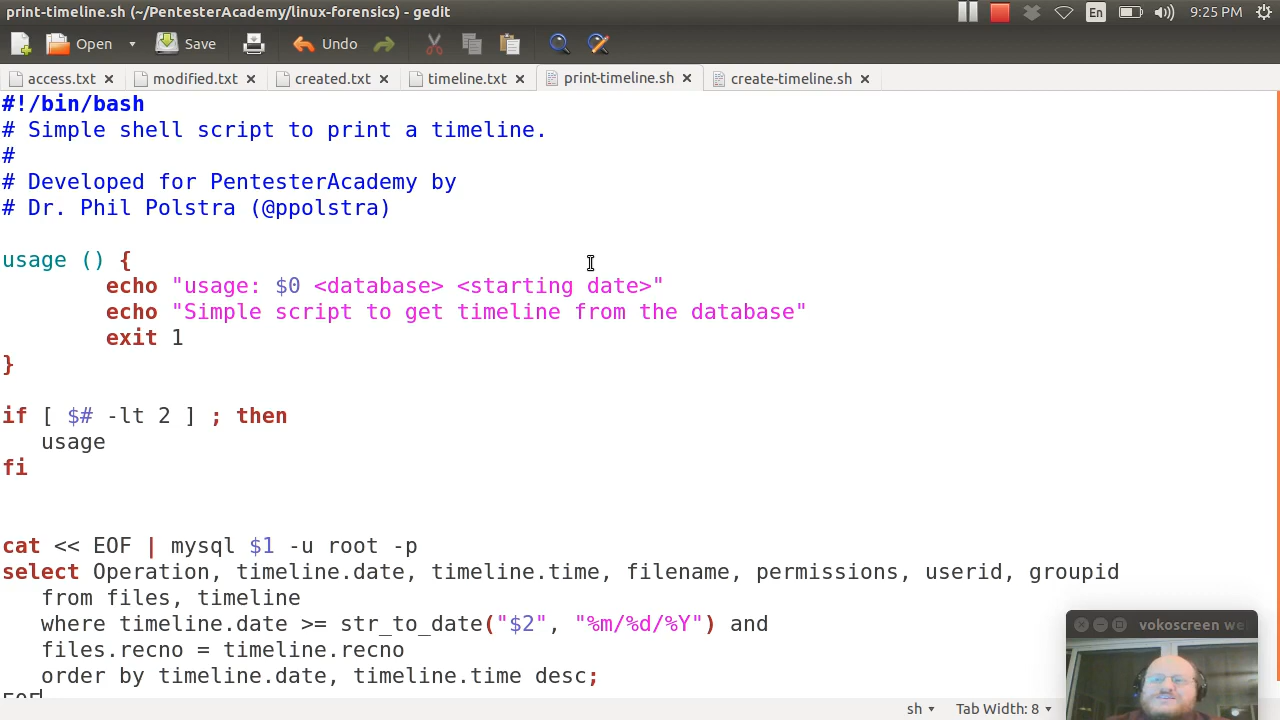 print-timeline.sh (~/PentesterAcademy/linux-forensics) - gedit
En
9:25 PM
Open
Save
Undo
access.txt
modified.txt
created.txt
timeline.txt
print-timeline.sh
create-timeline.sh
#!/bin/bash
# Simple shell script to print a timeline.
#
# Developed for PentesterAcademy by
# Dr. Phil Polstra (@ppolstra)
usage () {
echo "usage: $0 <database> <starting date>"
echo "Simple script to get timeline from the database"
exit 1
}
if [ $# -lt 2 ] ; then
usage
fi
cat << EOF | mysql $1 -u root -p
select Operation, timeline.date, timeline.time, filename, permissions, userid, groupid
from files, timeline
where timeline.date >= str_to_date("$2", "%m/%d/%Y") and
files.recno = timeline.recno
order by timeline.date, timeline.time desc;
EOF
vokoscreen we
sh
Tab Width: 8